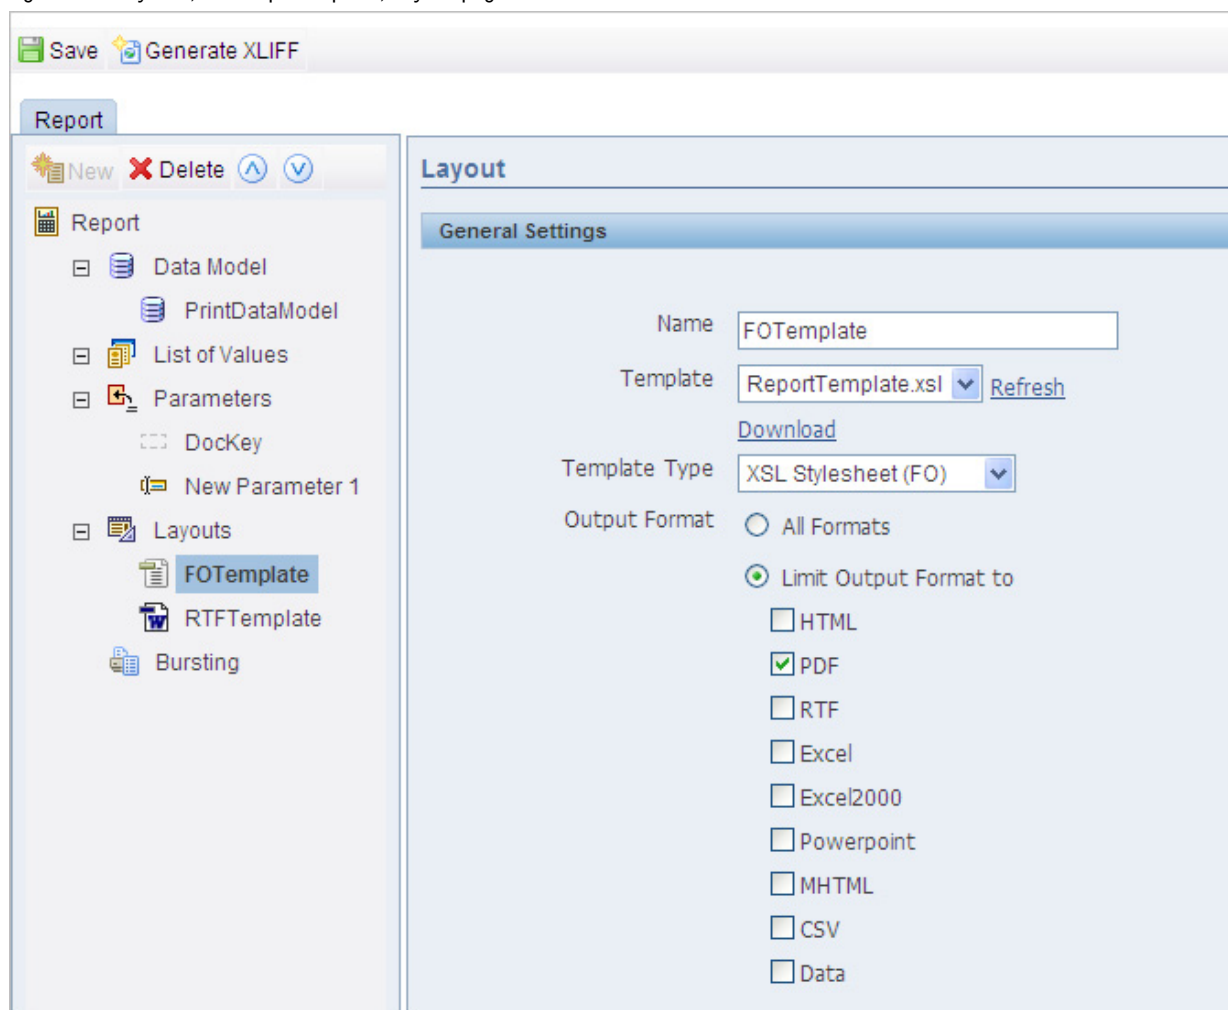 Save Generate XLIFF
Report
New Delete
Report
Data Model
PrintDataModel
List of Values
Parameters
DocKey
New Parameter 1
Layouts
FOTemplate
RTFTemplate
Bursting
Layout
General Settings
Name FOTemplate
Template ReportTemplate.xsl Refresh
Download
Template Type XSL Stylesheet (FO)
Output Format All Formats
Limit Output Format to
HTML
PDF
RTF
Excel
Excel2000
Powerpoint
MHTML
CSV
Data